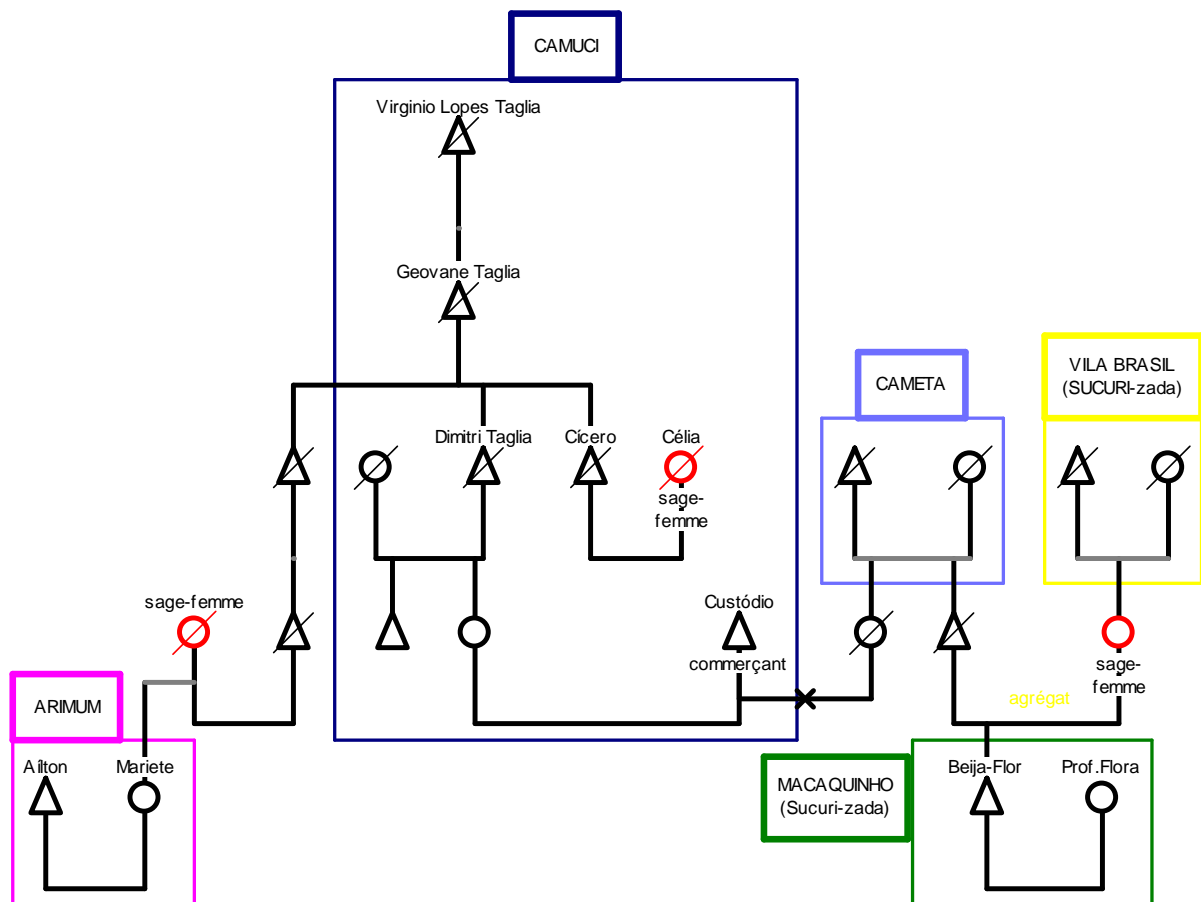 CAMUCI
Virginio Lopes Taglia
Geovane Taglia
CAMETA
VILA BRASIL
(SUCURI-zada)
Dimitri Taglia
Cícero
Célia
sage-
femme
sage-femme
Custódio
commerçant
sage-
femme
agrégat
ARIMUM
Aílton
Mariete
MACAQUINHO
(Sucuri-zada)
Beija-Flor
Prof.Flora